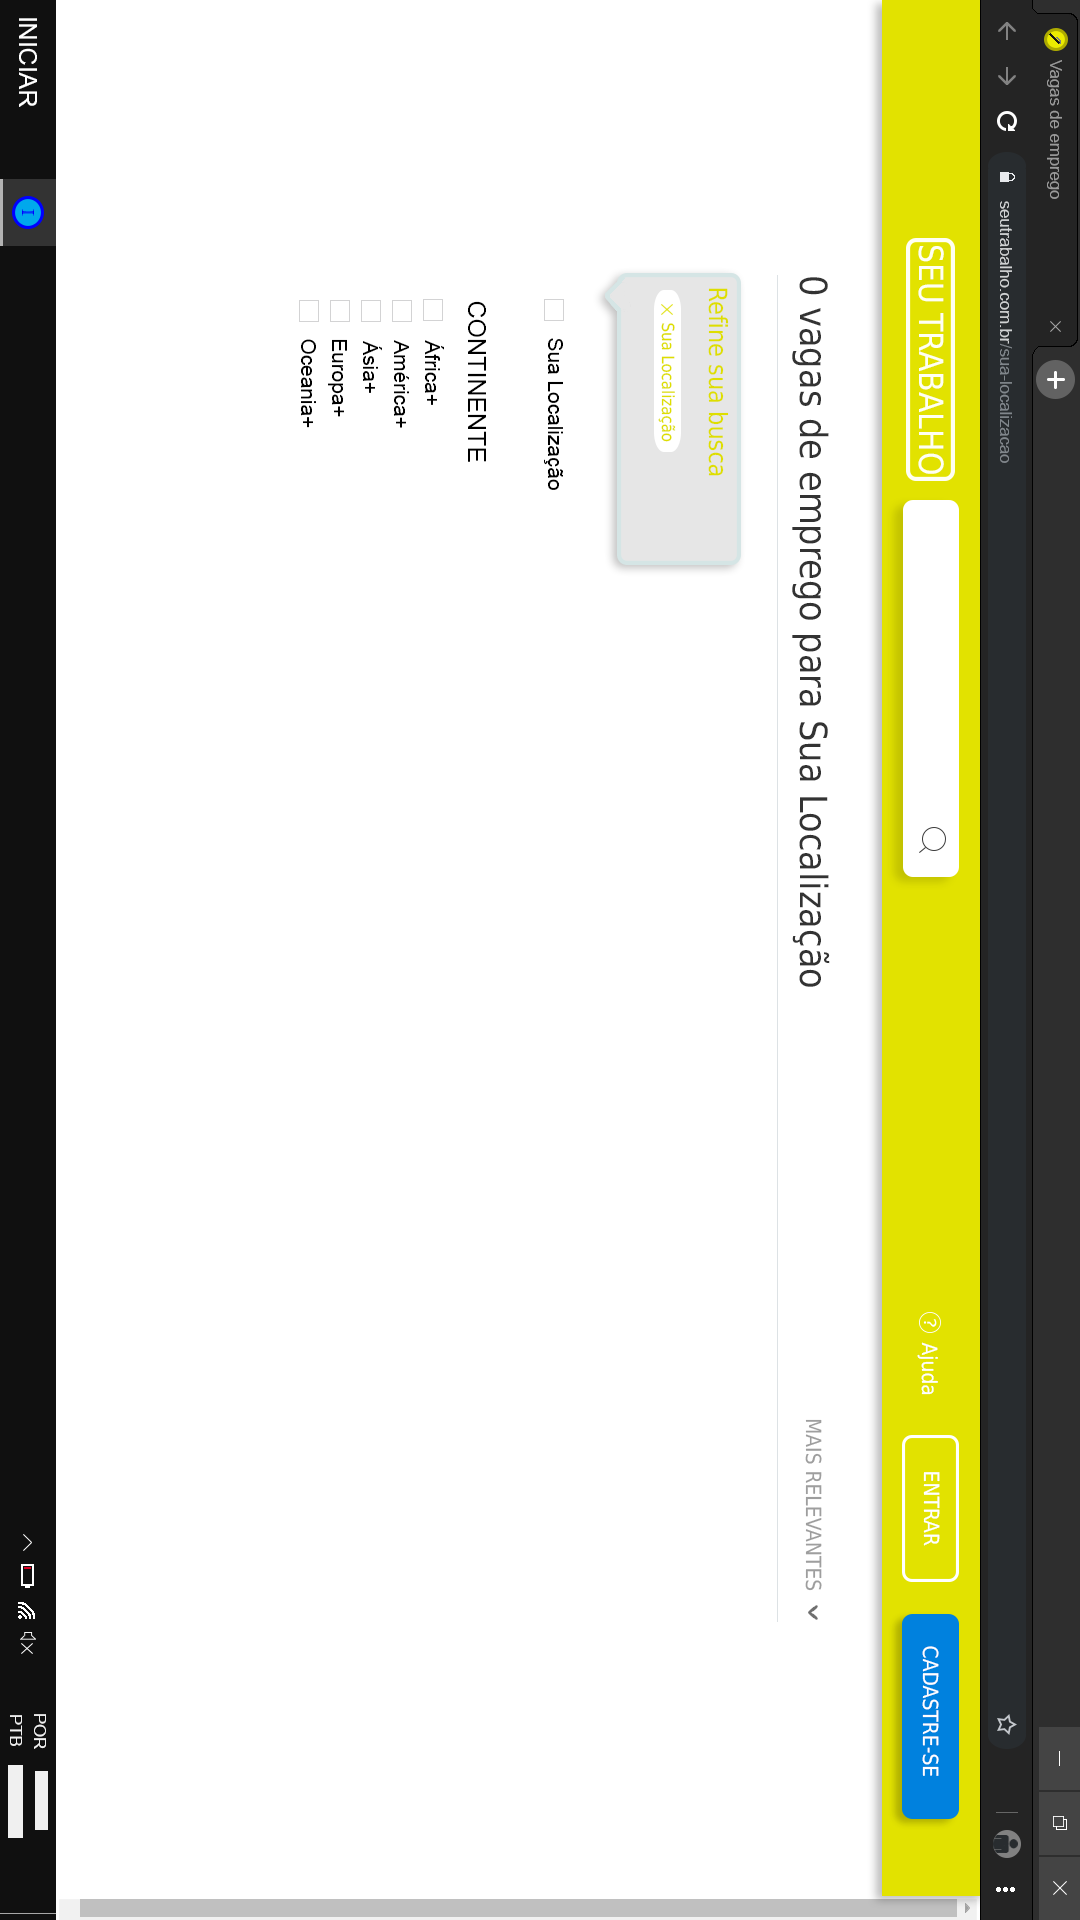 Vagas de emprego
seutrabalho.com.br/sua-localizacao
SEU TRABALHO
? Ajuda
ENTRAR
CADASTRE-SE
0 vagas de emprego para Sua Localização
MAIS RELEVANTES
Refine sua busca
× Sua Localização
Sua Localização
CONTINENTE
África+
América+
Ásia+
Europa+
Oceania+
INICIAR
I
POR
PTB